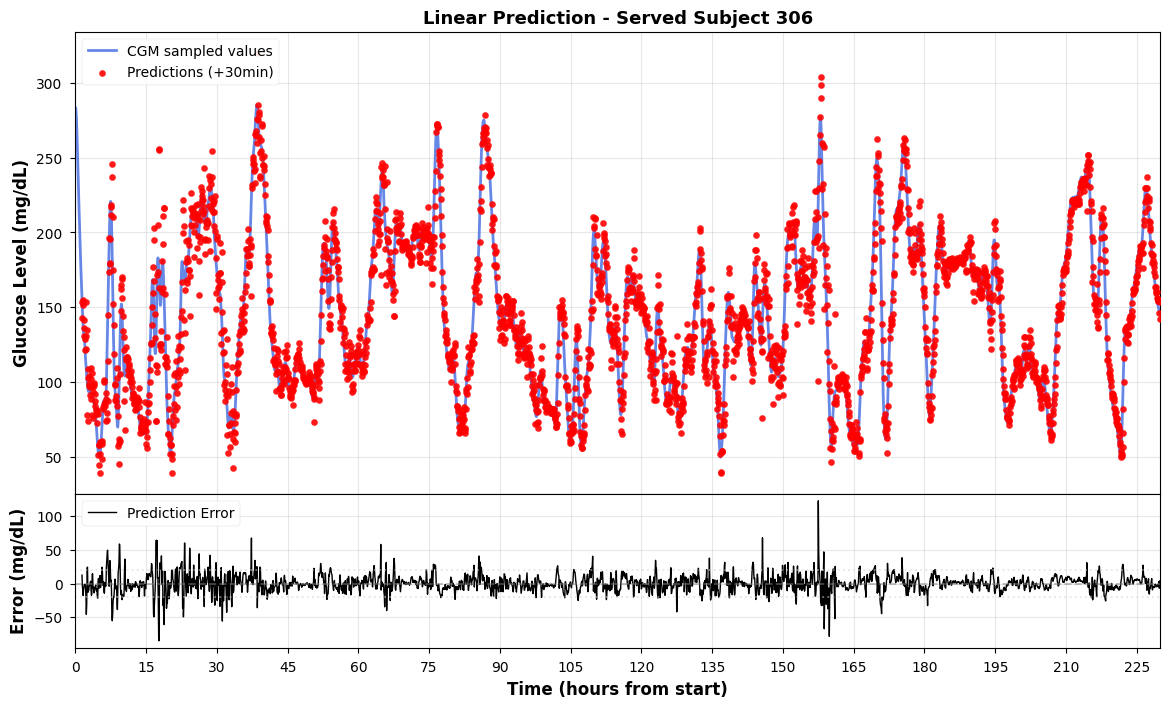 Linear Prediction - Served Subject 306
CGM sampled values
Predictions (+30min)
Glucose Level (mg/dL)
300
250
200
150
100
50
Prediction Error
Error (mg/dL)
100
50
0
−50
0 15 30 45 60 75 90 105 120 135 150 165 180 195 210 225
Time (hours from start)